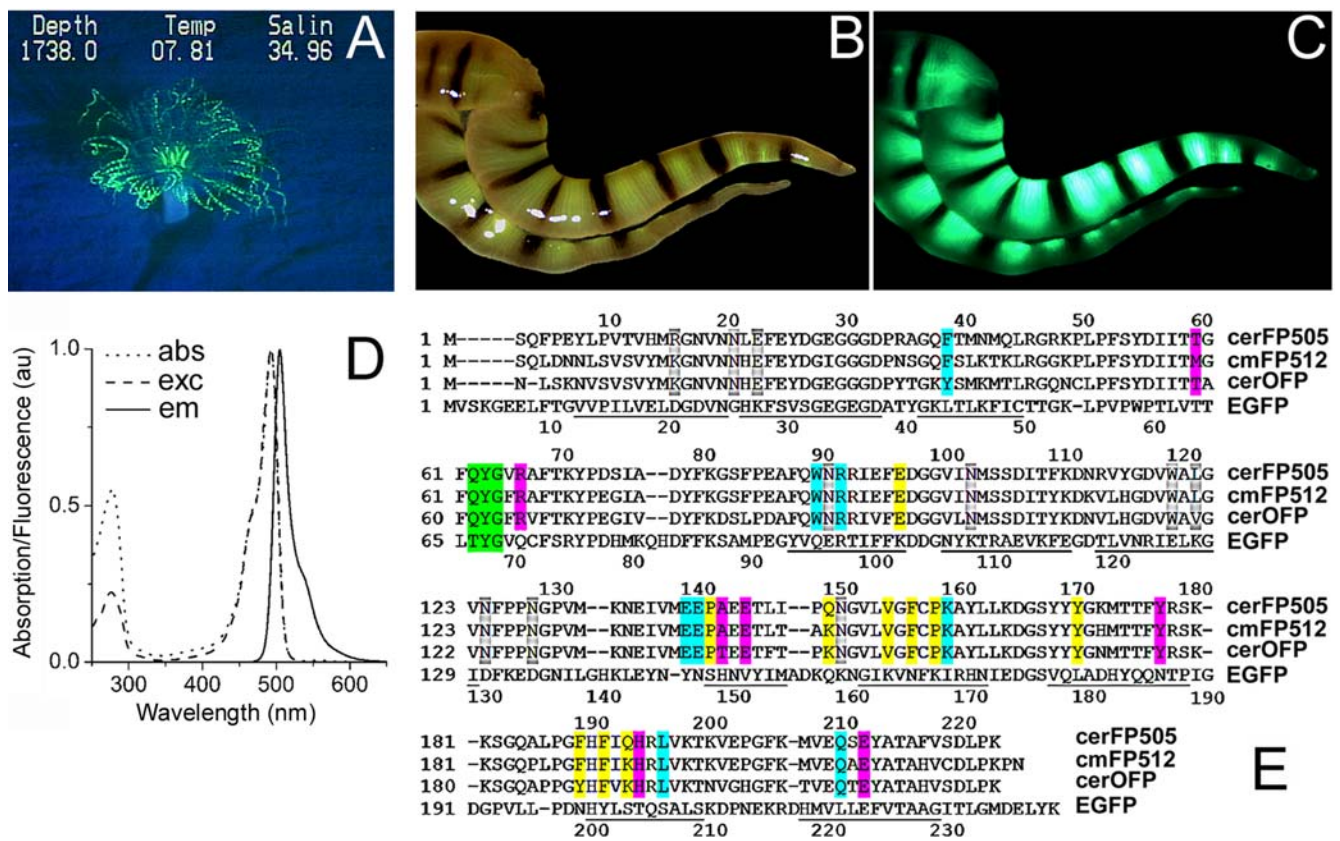 Depth Temp Salin A
1738.0 07.81 34.96
B
C
D
abs
exc
em
1.0
0.5
0.0
Absorption/Fluorescence (au)
300 400 500 600
Wavelength (nm)
10 20 30 40 50 60
1 M-----SQFPEYLPVTVHMRGNVNNLEFEYDGEGGGDPRAGQFTMNMQLRGRKPLPFSYDIITTG cerFP505
1 M-----SQLDNNLSVSVYMKGNVNNHEFEYDGIGGGDPNSGQFSLKTKLRGGKPLPFSYDIITMG cmFP512
1 M-----N-LSKNVSVSVYMKGNVNNHEFEYDGEGGGDPYTGKYSMKMTLRGQNCLPFSYDIITTA cerOFP
1 MVSKGEELFTGVVPILVELDGDVNGHKFSVSGEGEGDATYGKLTLKFICTTGK-LPVPWPTLVTT EGFP
10 20 30 40 50 60
70 80 90 100 110 120
61 FQYGVRAFTKYPDSIA--DYFKGSFPEAFQWNRRIEFEDGGVINMSSDITFKDNRVYGDVWALG cerFP505
61 FQYGFRAFTKYPEGIA--DYFKGSFPEAFQWNRRIEFEDGGVINMSSDITYKDKVLHGDVWALG cmFP512
60 FQYGFRVFTKYPEGIV--DYFKDSLPDAFQWNRRIVFEDGGVLNMSSDITYKDNVLHGDVWAVG cerOFP
65 LTYGVQCFSRYPDHMKQHDFFKSAMPEGYVQERTIFFKDDGNYKTRAEVKFEGDTLVNRIELKG EGFP
70 80 90 100 110 120
130 140 150 160 170 180
123 VNFPPNGPVM--KNEIVMEEPAEETLI--PQNGVLVGFCPKAYLLKDGSYYYGKMTTFYRSK- cerFP505
123 VNFPPNGPVM--KNEIVMEEPAEETLT--AKNGVLVGFCPKAYLLKDGSYYYGHMTTFYRSK- cmFP512
122 VNFPPNGPVM--KNEIVMEEPTEETFT--PKNGVLVGFCPKAYLLKDGSYYYGNMTTFYRSK- cerOFP
129 IDFKEDGNILGHKLEYN-YNSHNVYIMADKQKNGIKVNFKIRHNIEDGSVQLADHYQQNTPIG EGFP
130 140 150 160 170 180 190
190 200 210 220
181 -KSGQALPGFHFIQHRLVKTKVEPGFK-MVEQSEYATAFVSDLPK cerFP505
181 -KSGQPLPGFHFIKHRLVKTKVEPGFK-MVEQAEYATAHVCDLPKPN cmFP512
180 -KSGQAPPGYHFVKHRLVKTNVGHGFK-TVEQTEYATAHVSDLPK cerOFP
191 DGPVLL-PDNHYLSTQSALSKDPNEKRDHMVLLEFVTAAGITLGMDELYK EGFP
200 210 220 230
E